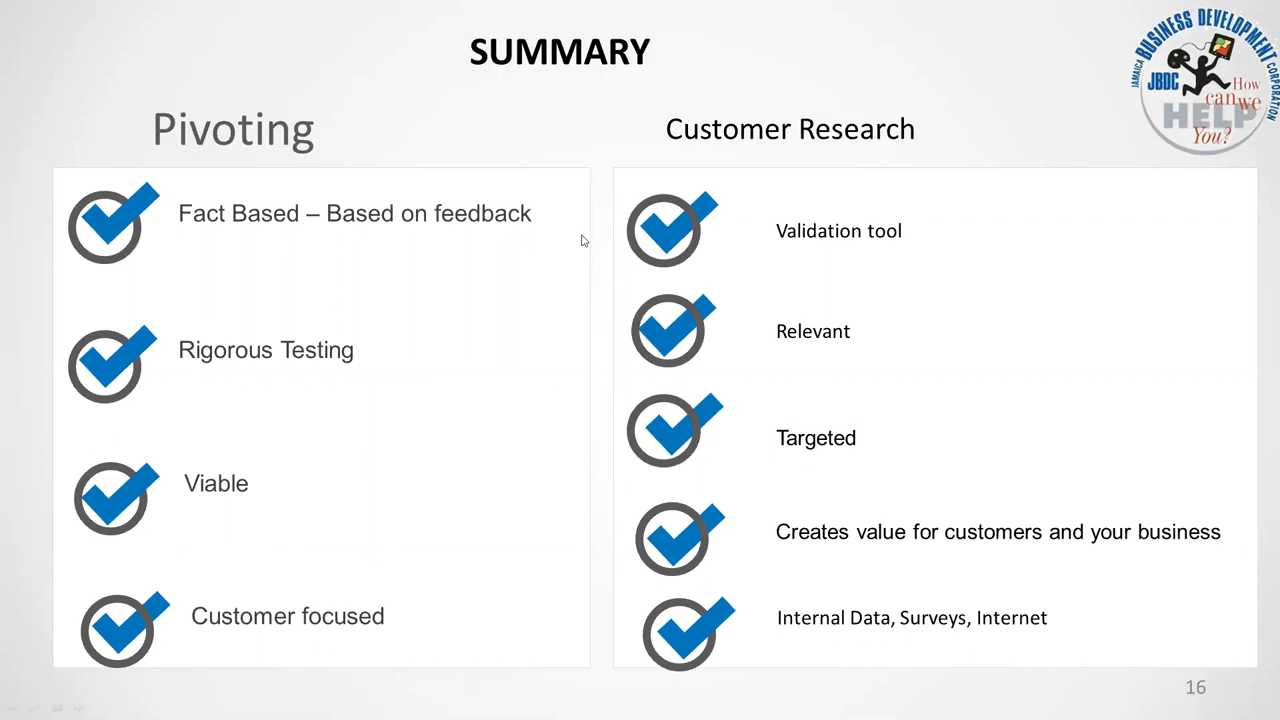 SUMMARY
JAMAICA BUSINESS DEVELOPMENT CORPORATION
JBDC
How
can we
HELP
You?
Pivoting
Fact Based – Based on feedback
Rigorous Testing
Viable
Customer focused
Customer Research
Validation tool
Relevant
Targeted
Creates value for customers and your business
Internal Data, Surveys, Internet
16